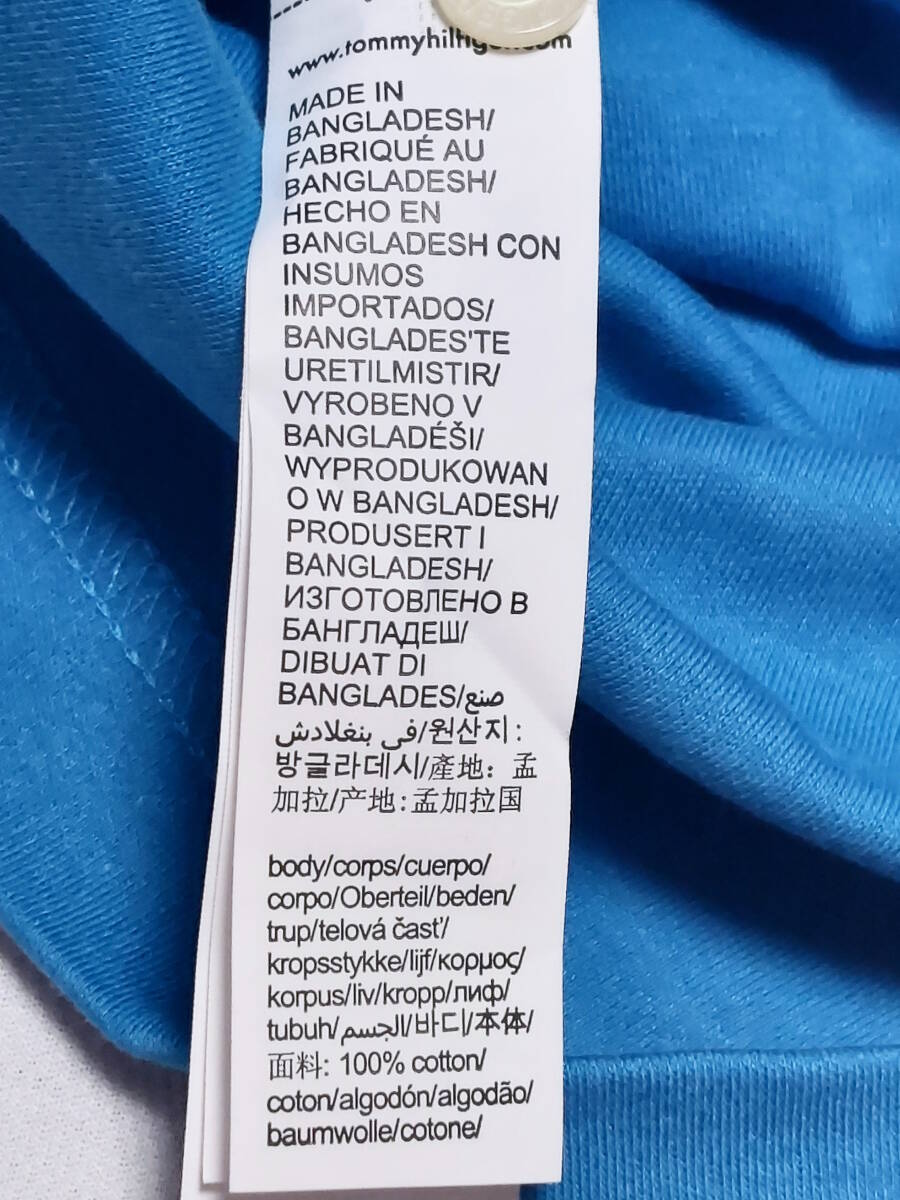 www.tommyhilfiger.com
MADE IN
BANGLADESH/
FABRIQUÉ AU
BANGLADESH/
HECHO EN
BANGLADESH CON
INSUMOS
IMPORTADOS/
BANGLADES'TE
URETILMISTIR/
VYROBENO V
BANGLADÉŠI/
WYPRODUKOWAN
O W BANGLADESH/
PRODUSERT I
BANGLADESH/
ИЗГОТОВЛЕНО В
БАНГЛАДЕШ/
DIBUAT DI
BANGLADES/صنع
في بنغلادش/원산지:
방글라데시/產地：孟
加拉/产地:孟加拉国
body/corps/cuerpo/
corpo/Oberteil/beden/
trup/telová časť/
kropsstykke/lijf/κορμος/
korpus/liv/kropp/лиф/
tubuh/الجسم/바디/本体/
面料: 100% cotton/
coton/algodón/algodão/
baumwolle/cotone/